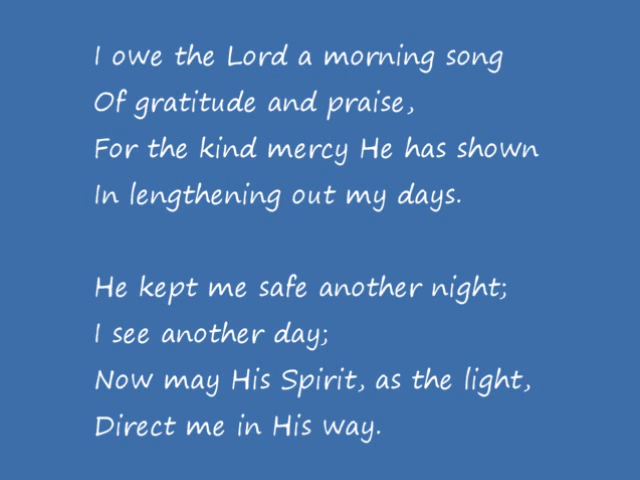 I owe the Lord a morning song
Of gratitude and praise,
For the kind mercy He has shown
In lengthening out my days.
He kept me safe another night;
I see another day;
Now may His Spirit, as the light,
Direct me in His way.